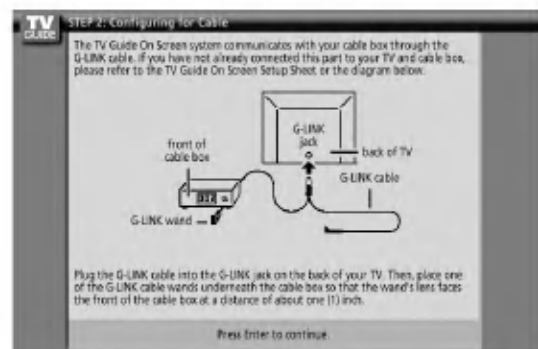 TV
GUIDE
STEP 2: Configuring for Cable
The TV Guide On Screen system communicates with your cable box through the
G-LINK cable. If you have not already connected this part to your TV and cable box,
please refer to the TV Guide On Screen Setup Sheet or the diagram below.
G-LINK
jack
front of
cable box
back of TV
G-LINK cable
G-LINK wand
Plug the G-LINK cable into the G-LINK jack on the back of your TV. Then, place one
of the G-LINK cable wands underneath the cable box so that the wand's lens faces
the front of the cable box at a distance of about one (1) inch.
Press Enter to continue.